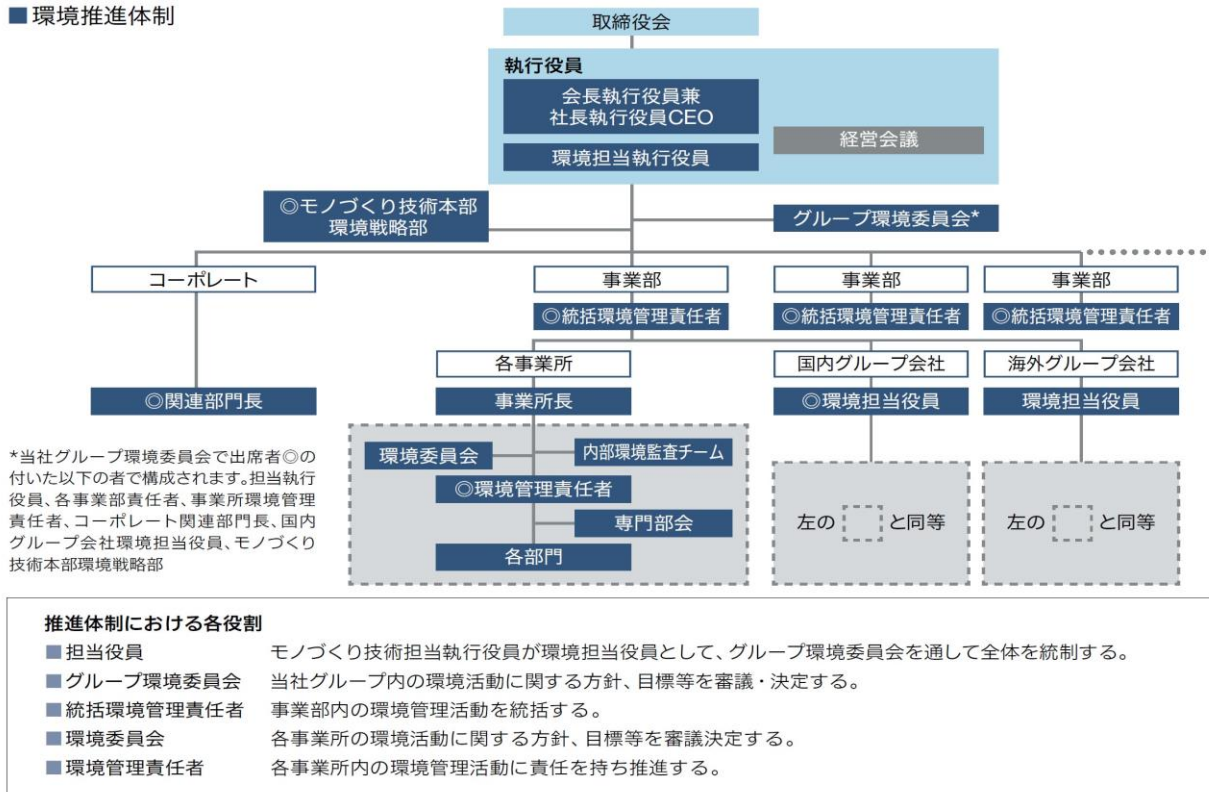 ■環境推進体制
取締役会
執行役員
会長執行役員兼
社長執行役員CEO
環境担当執行役員
経営会議
◎モノづくり技術本部
環境戦略部
グループ環境委員会*
コーポレート
事業部
事業部
事業部
◎統括環境管理責任者
◎統括環境管理責任者
◎統括環境管理責任者
各事業所
国内グループ会社
海外グループ会社
◎関連部門長
事業所長
◎環境担当役員
環境担当役員
環境委員会
内部環境監査チーム
◎環境管理責任者
専門部会
各部門
左の と同等
左の と同等
*当社グループ環境委員会で出席者◎の
付いた以下の者で構成されます。担当執行
役員、各事業部責任者、事業所環境管理
責任者、コーポレート関連部門長、国内
グループ会社環境担当役員、モノづくり
技術本部環境戦略部
推進体制における各役割
■担当役員 モノづくり技術担当執行役員が環境担当役員として、グループ環境委員会を通して全体を統制する。
■グループ環境委員会 当社グループ内の環境活動に関する方針、目標等を審議・決定する。
■統括環境管理責任者 事業部内の環境管理活動を統括する。
■環境委員会 各事業所の環境活動に関する方針、目標等を審議決定する。
■環境管理責任者 各事業所内の環境管理活動に責任を持ち推進する。